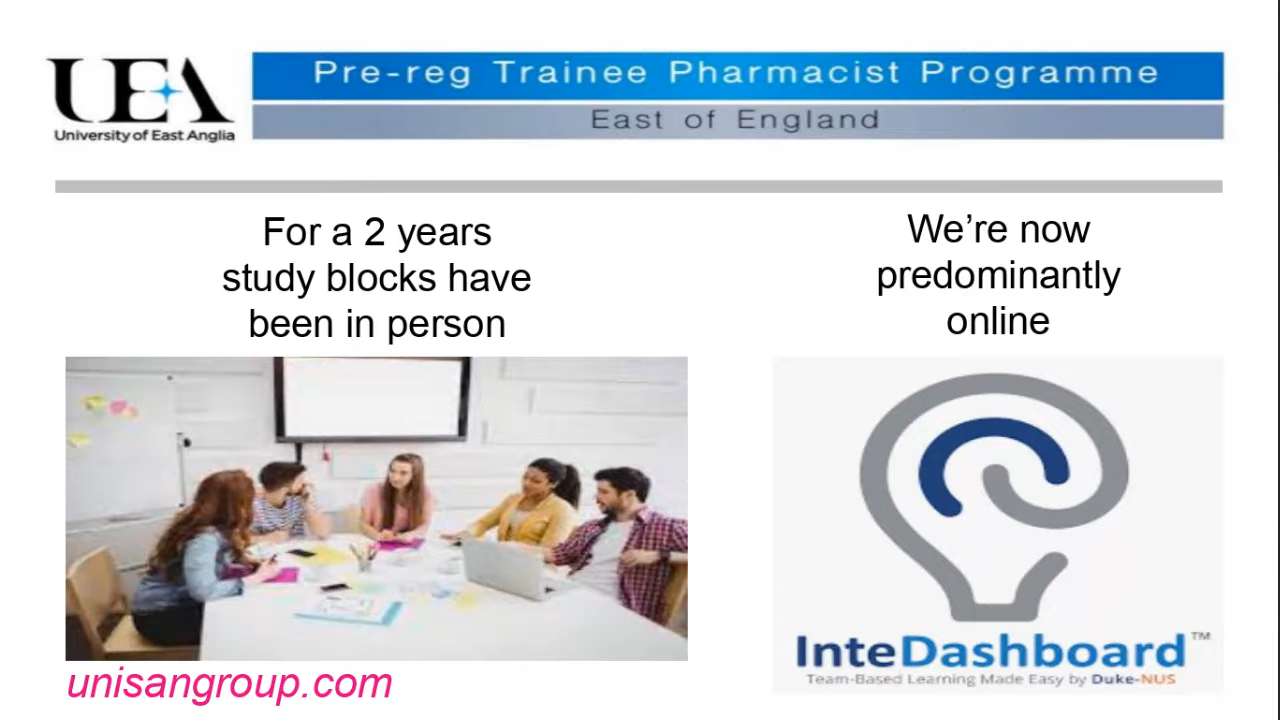 UEA
University of East Anglia
Pre-reg Trainee Pharmacist Programme
East of England
For a 2 years
study blocks have
been in person
We’re now
predominantly
online
unisangroup.com
InteDashboard™
Team-Based Learning Made Easy by Duke-NUS